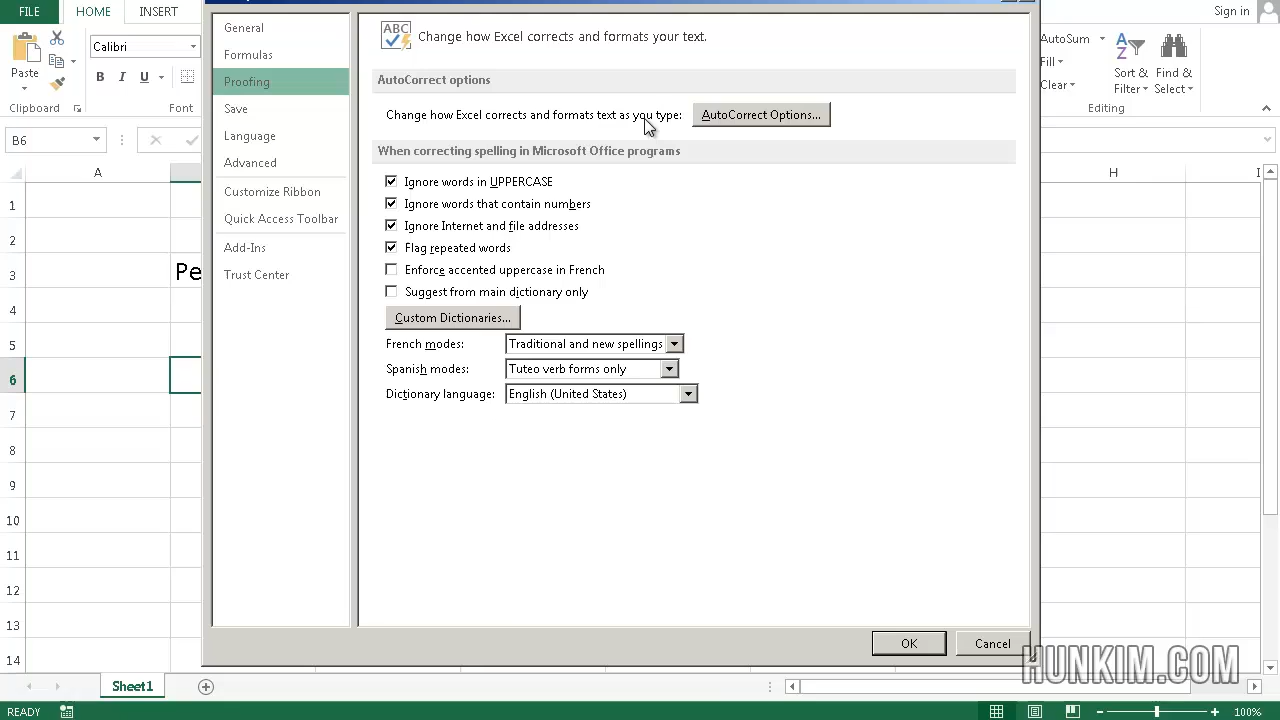 FILE HOME INSERT Sign in
Paste
Clipboard
Calibri
B I U
Font
General
Formulas
Proofing
Save
Language
Advanced
Customize Ribbon
Quick Access Toolbar
Add-Ins
Trust Center
ABC Change how Excel corrects and formats your text.
AutoCorrect options
Change how Excel corrects and formats text as you type: AutoCorrect Options...
When correcting spelling in Microsoft Office programs
Ignore words in UPPERCASE
Ignore words that contain numbers
Ignore Internet and file addresses
Flag repeated words
Enforce accented uppercase in French
Suggest from main dictionary only
Custom Dictionaries...
French modes: Traditional and new spellings
Spanish modes: Tuteo verb forms only
Dictionary language: English (United States)
OK Cancel
AutoSum
Fill
Clear
A
Z
Sort &
Filter
Find &
Select
Editing
B6
A H I
1
2
3 Pe
4
5
6
7
8
9
10
11
12
13
14
Sheet1
READY 100%
HUNKIM.COM